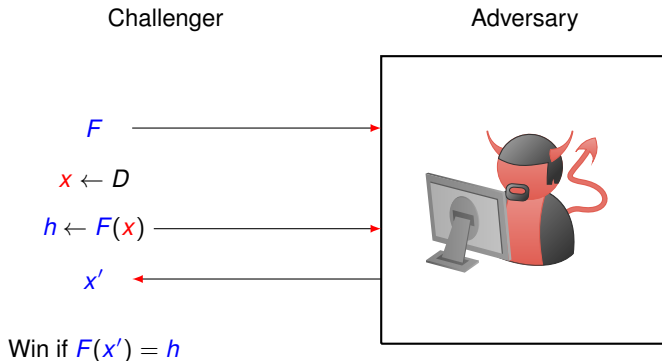 Challenger Adversary
F
x ← D
h ← F(x)
x′
Win if F(x′) = h